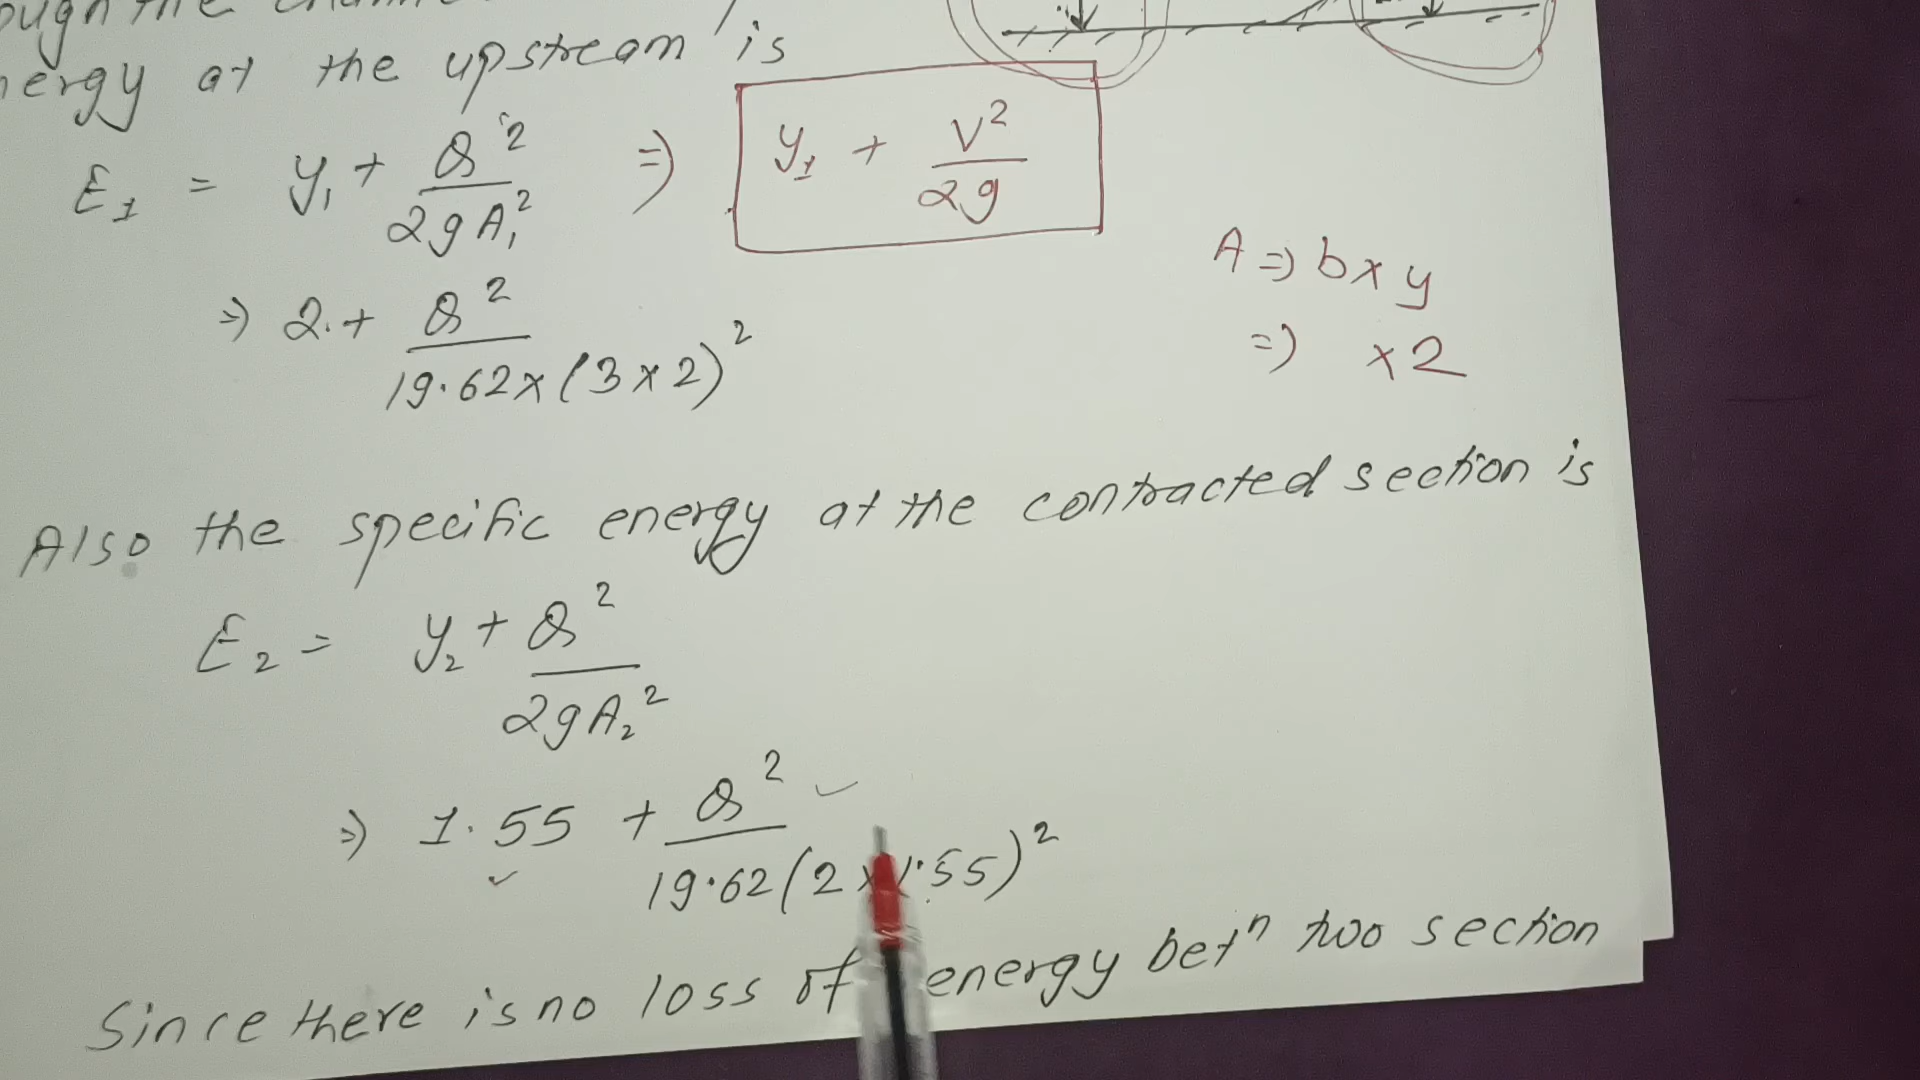 the
at the upstream is
E₁ = y₁ + Q²/2gA₁² ⇒ y₁ + V²/2g
⇒ 2 + Q²/19.62×(3×2)²
A ⇒ b×y
⇒ ×2
Also the specific energy at the contracted section is
E₂ = y₂ + Q²/2gA₂²
⇒ 1.55 + Q²/19.62(2×1.55)²
Since there is no loss of energy betⁿ two section